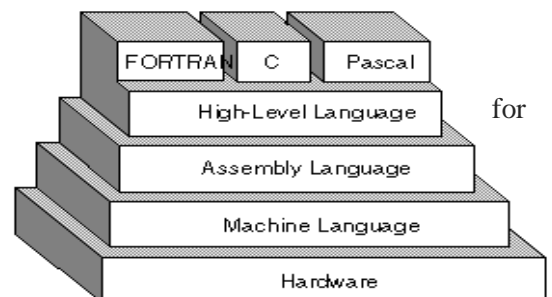 FORTRAN C Pascal
High-Level Language for
Assembly Language
Machine Language
Hardware